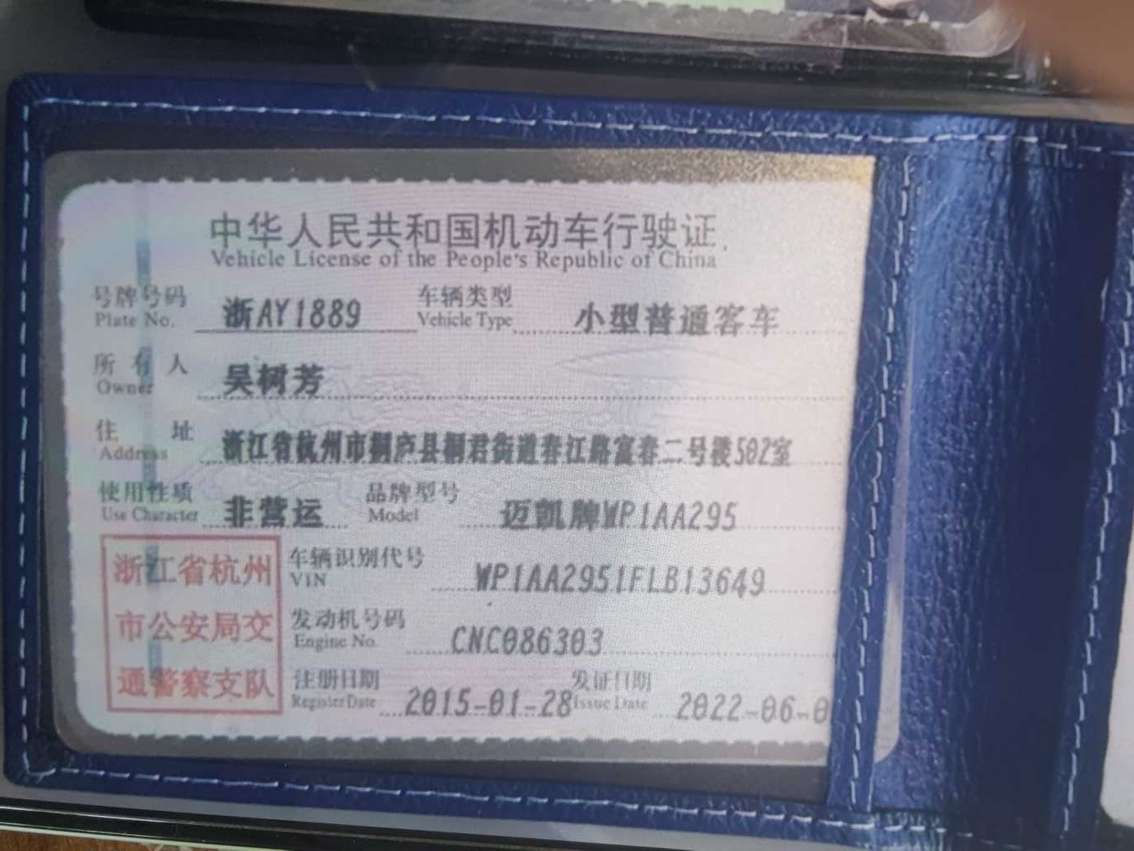 中华人民共和国机动车行驶证
Vehicle License of the People's Republic of China
号牌号码 浙AY1889 车辆类型 小型普通客车
Plate No. Vehicle Type
所有人 吴树芳
Owner
住址 浙江省杭州市桐庐县桐君街道春江路富春二号楼502室
Address
使用性质 非营运 品牌型号 迈凯牌WP1AA295
Use Character Model
浙江省杭州 车辆识别代号 WP1AA2951FLB13649
VIN
市公安局交 发动机号码 CNC086303
Engine No.
通警察支队 注册日期 2015-01-28 发证日期 2022-06-0
Register Date Issue Date